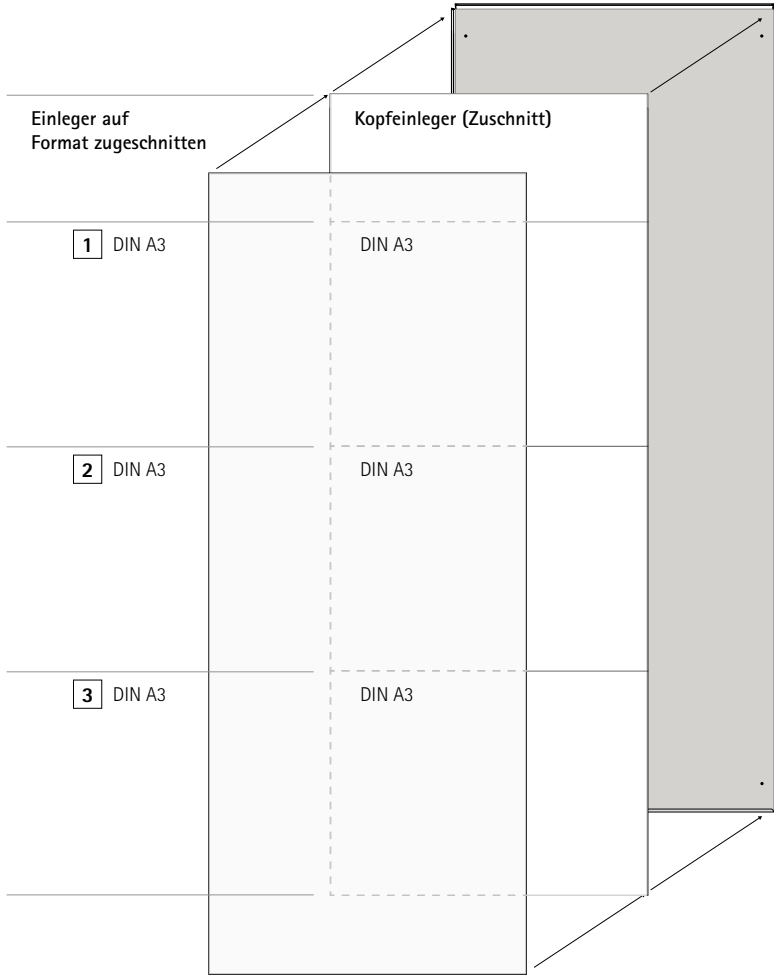 Einleger auf
Format zugeschnitten
Kopfeinleger (Zuschnitt)
1 DIN A3
DIN A3
2 DIN A3
DIN A3
3 DIN A3
DIN A3